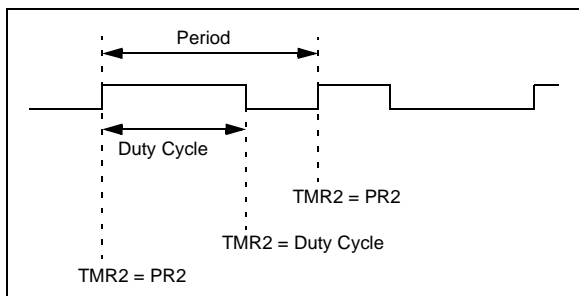 Period
Duty Cycle
TMR2 = PR2
TMR2 = Duty Cycle
TMR2 = PR2